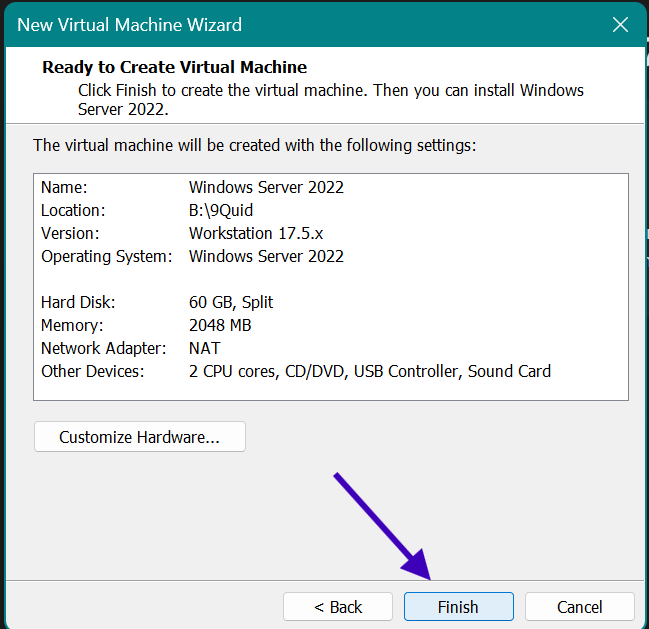 New Virtual Machine Wizard
Ready to Create Virtual Machine
Click Finish to create the virtual machine. Then you can install Windows
Server 2022.
The virtual machine will be created with the following settings:
Name: Windows Server 2022
Location: B:\9Quid
Version: Workstation 17.5.x
Operating System: Windows Server 2022
Hard Disk: 60 GB, Split
Memory: 2048 MB
Network Adapter: NAT
Other Devices: 2 CPU cores, CD/DVD, USB Controller, Sound Card
Customize Hardware...
< Back Finish Cancel